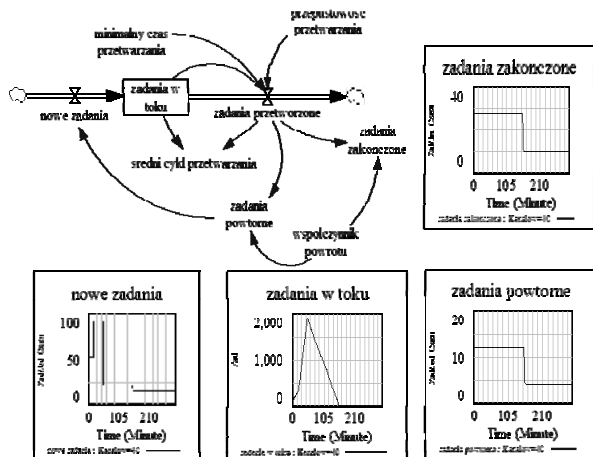 przepustowosc
przetwarzania
minimalny czas
przetwarzania
zadania w
toku
nowe zadania
zadania przetworzone
zadania
zakonczone
sredni cykl przetwarzania
zadania
powtorne
wspolczynnik
powrotu
zadania zakonczone
40
0
0 105 210
Time (Minute)
nowe zadania
100
50
0
0 105 210
Time (Minute)
zadania w toku
2,000
1,000
0
0 105 210
Time (Minute)
zadania powtorne
20
10
0
0 105 210
Time (Minute)